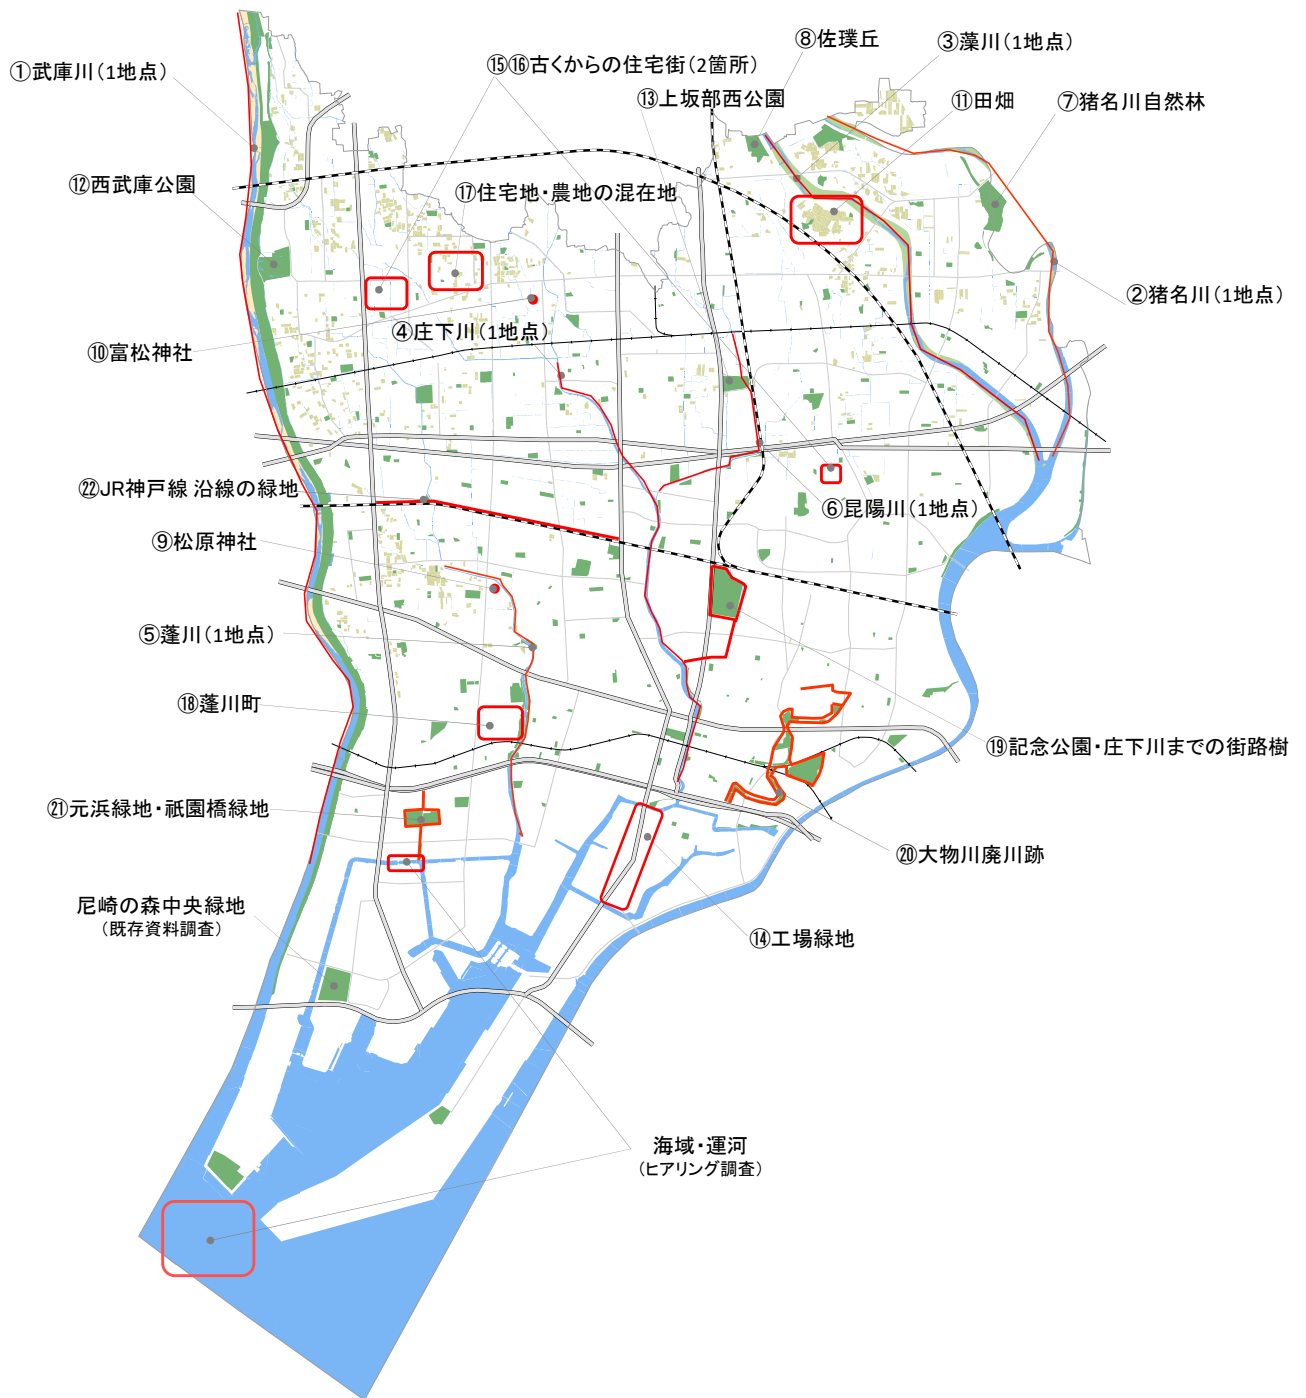 ⑧佐璞丘
③藻川（1地点）
①武庫川（1地点）
⑮⑯古くからの住宅街（2箇所）
⑬上坂部西公園
⑪田畑
⑦猪名川自然林
⑫西武庫公園
⑰住宅地・農地の混在地
②猪名川（1地点）
④庄下川（1地点）
⑩富松神社
㉒JR神戸線 沿線の緑地
⑥昆陽川（1地点）
⑨松原神社
⑤蓬川（1地点）
⑱蓬川町
⑲記念公園・庄下川までの街路樹
㉑元浜緑地・祇園橋緑地
⑳大物川廃川跡
尼崎の森中央緑地
（既存資料調査）
⑭工場緑地
海域・運河
（ヒアリング調査）